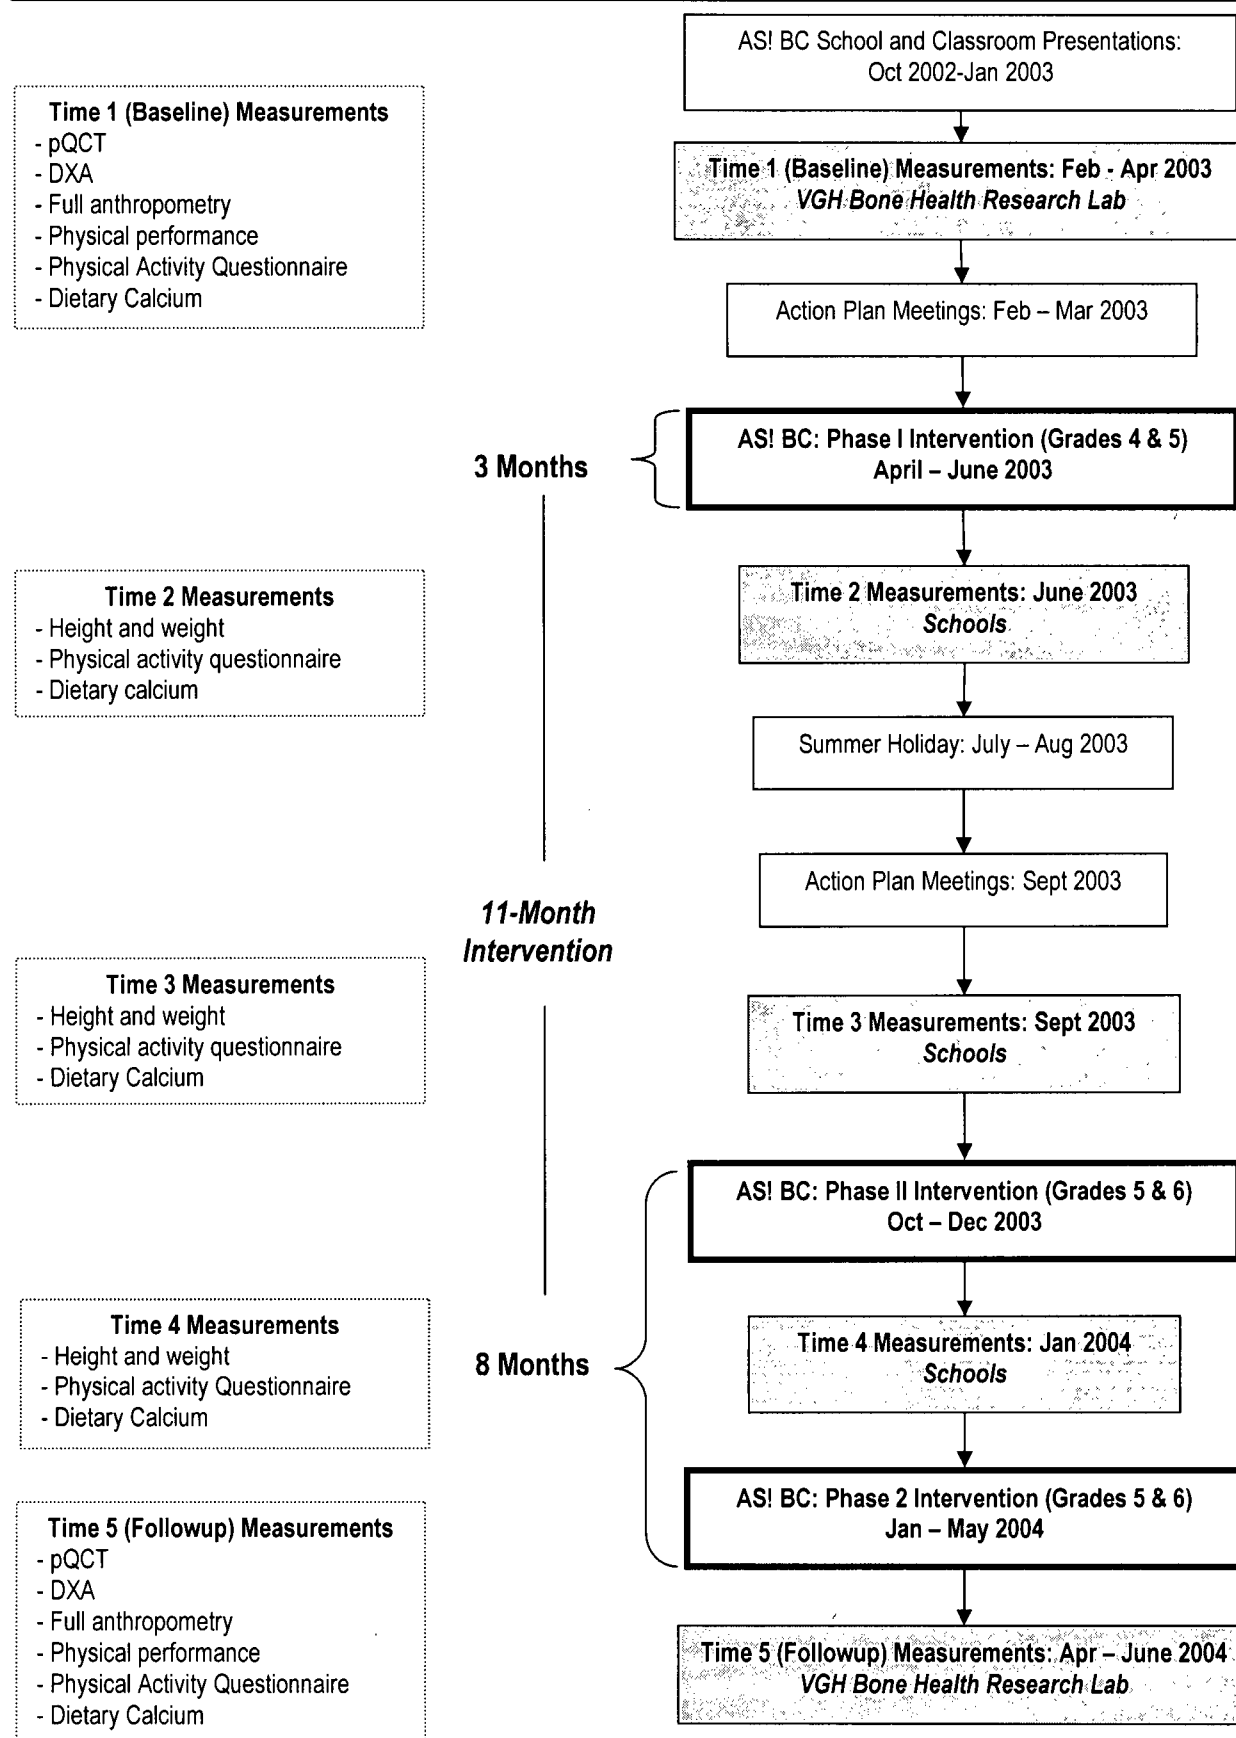 AS! BC School and Classroom Presentations:
Oct 2002-Jan 2003
Time 1 (Baseline) Measurements
- pQCT
- DXA
- Full anthropometry
- Physical performance
- Physical Activity Questionnaire
- Dietary Calcium
Time 1 (Baseline) Measurements: Feb - Apr 2003
VGH Bone Health Research Lab
Action Plan Meetings: Feb – Mar 2003
3 Months
AS! BC: Phase I Intervention (Grades 4 & 5)
April – June 2003
Time 2 Measurements
- Height and weight
- Physical activity questionnaire
- Dietary calcium
Time 2 Measurements: June 2003
Schools
Summer Holiday: July – Aug 2003
Action Plan Meetings: Sept 2003
11-Month
Intervention
Time 3 Measurements
- Height and weight
- Physical activity questionnaire
- Dietary Calcium
Time 3 Measurements: Sept 2003
Schools
AS! BC: Phase II Intervention (Grades 5 & 6)
Oct – Dec 2003
Time 4 Measurements
- Height and weight
- Physical activity Questionnaire
- Dietary Calcium
8 Months
Time 4 Measurements: Jan 2004
Schools
AS! BC: Phase 2 Intervention (Grades 5 & 6)
Jan – May 2004
Time 5 (Followup) Measurements
- pQCT
- DXA
- Full anthropometry
- Physical performance
- Physical Activity Questionnaire
- Dietary Calcium
Time 5 (Followup) Measurements: Apr – June 2004
VGH Bone Health Research Lab